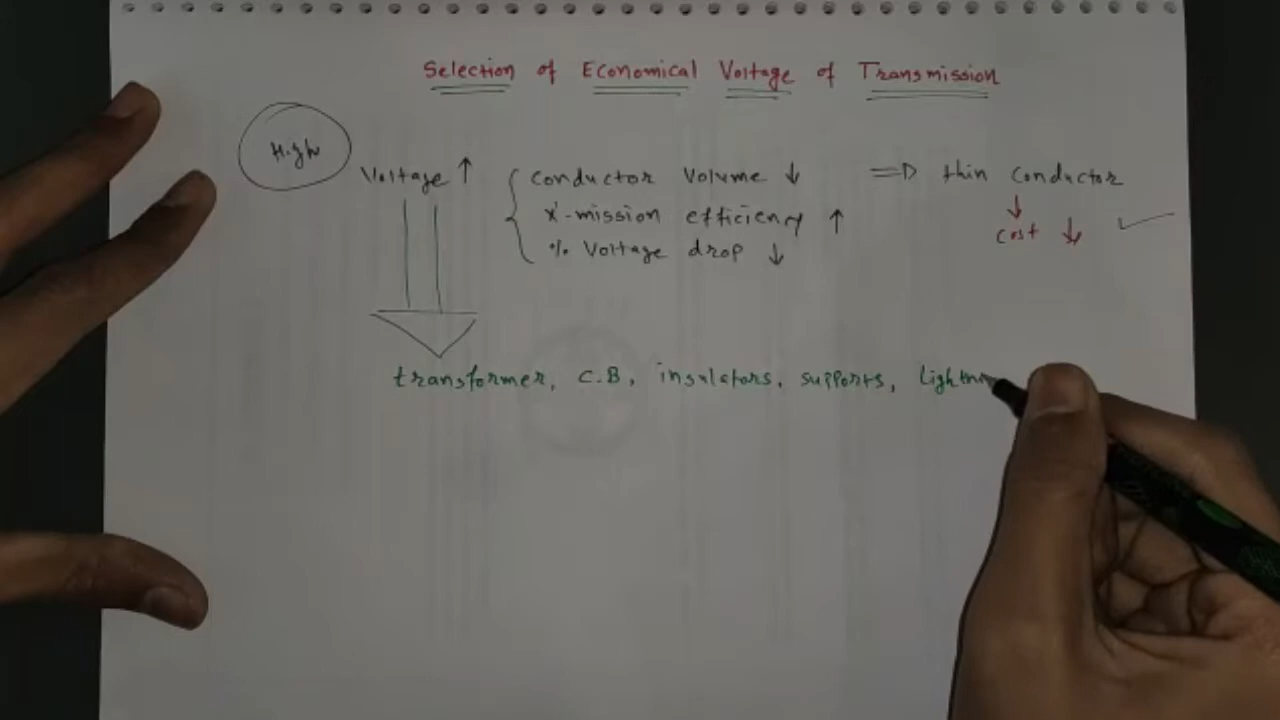 Selection of Economical Voltage of Transmission
High
Voltage ↑ { Conductor Volume ↓ => thin conductor
x'-mission efficiency ↑ ↓
% Voltage drop ↓ cost ↓ ✓
transformer, C.B, insulators, supports, Lightn